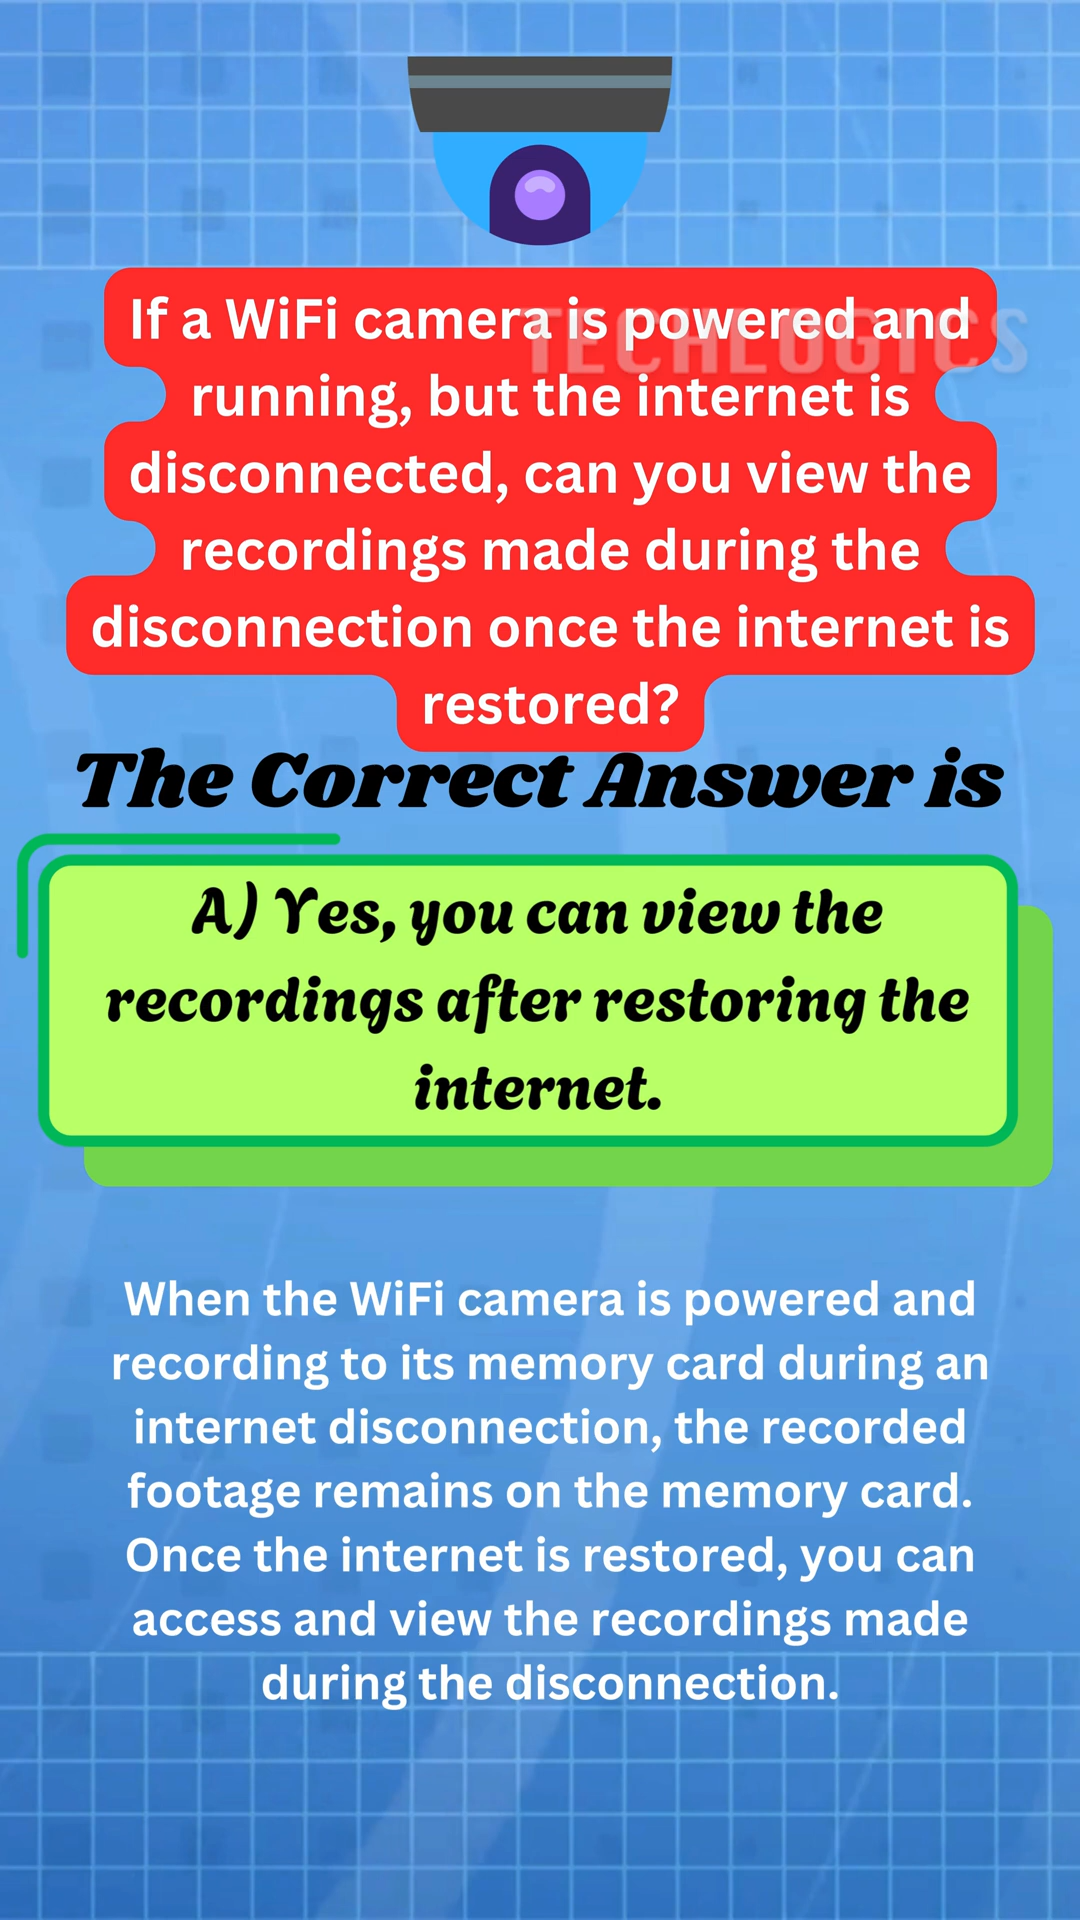 If a WiFi camera is powered and
TECHLOGICS
running, but the internet is
disconnected, can you view the
recordings made during the
disconnection once the internet is
restored?
The Correct Answer is
A) Yes, you can view the
recordings after restoring the
internet.
When the WiFi camera is powered and
recording to its memory card during an
internet disconnection, the recorded
footage remains on the memory card.
Once the internet is restored, you can
access and view the recordings made
during the disconnection.